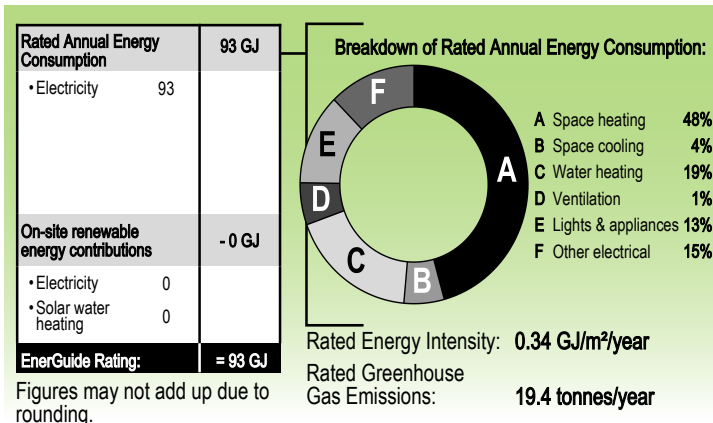 Rated Annual Energy
Consumption
93 GJ
• Electricity 93
On-site renewable
energy contributions
- 0 GJ
• Electricity 0
• Solar water
heating 0
EnerGuide Rating: = 93 GJ
Figures may not add up due to
rounding.
Breakdown of Rated Annual Energy Consumption:
F
E
A
D
C
B
A Space heating 48%
B Space cooling 4%
C Water heating 19%
D Ventilation 1%
E Lights & appliances 13%
F Other electrical 15%
Rated Energy Intensity: 0.34 GJ/m²/year
Rated Greenhouse
Gas Emissions: 19.4 tonnes/year